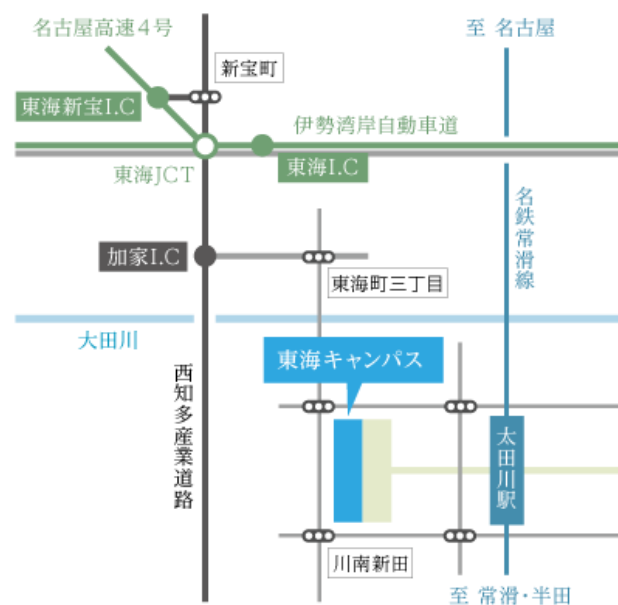 名古屋高速4号
至 名古屋
新宝町
東海新宝I.C
伊勢湾岸自動車道
東海JCT
東海I.C
名鉄常滑線
加家I.C
東海町三丁目
大田川
東海キャンパス
西知多産業道路
太田川駅
川南新田
至 常滑・半田